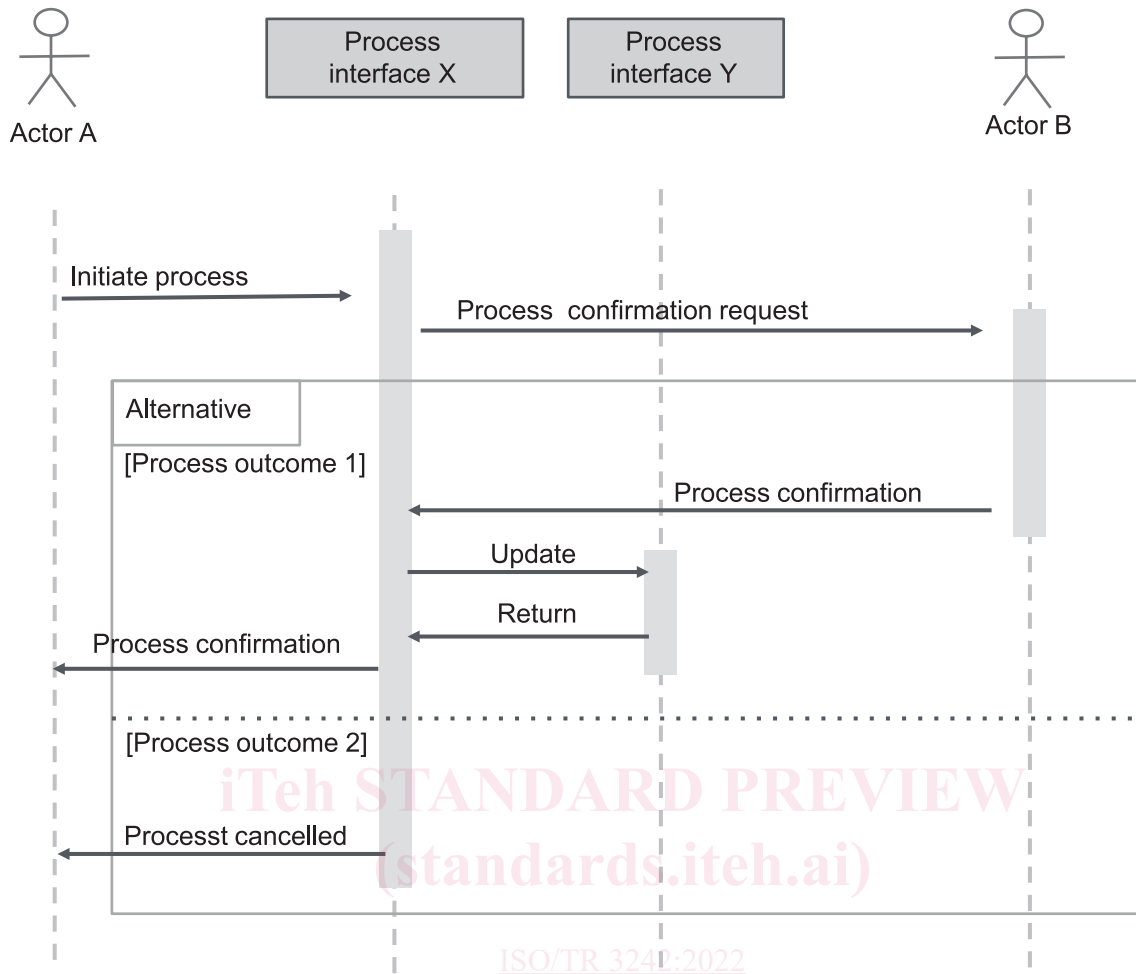 Process
interface X
Process
interface Y
Actor A
Actor B
Initiate process
Process confirmation request
Alternative
[Process outcome 1]
Process confirmation
Update
Return
Process confirmation
[Process outcome 2]
iTeh STANDARD PREVIEW
Processt cancelled
(standards.iteh.ai)
ISO/TR 3242:2022